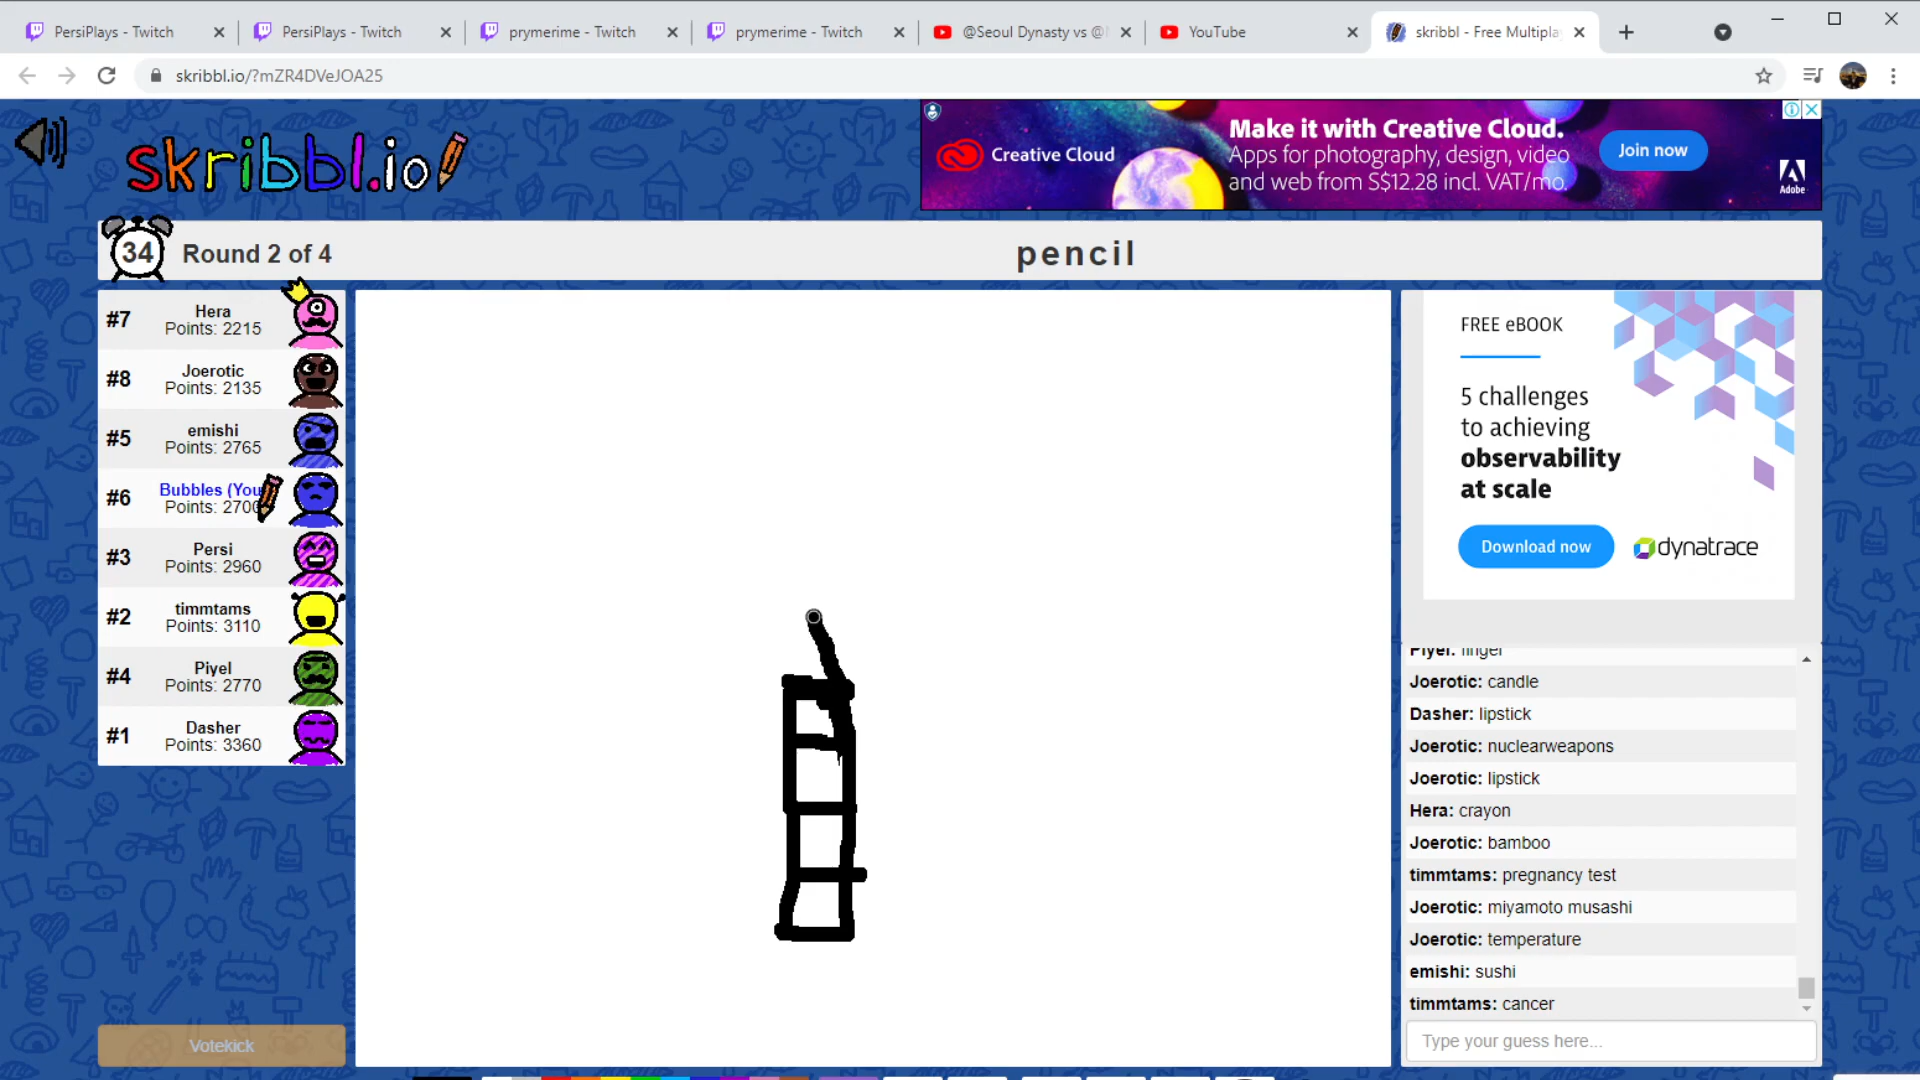 PersiPlays - Twitch
PersiPlays - Twitch
prymerime - Twitch
prymerime - Twitch
@Seoul Dynasty vs @
YouTube
skribbl - Free Multipla
skribbl.io/?mZR4DVeJOA25
skribbl.io
Creative Cloud
Make it with Creative Cloud.
Apps for photography, design, video
and web from S$12.28 incl. VAT/mo.
Join now
Adobe
34
Round 2 of 4
pencil
#7
Hera
Points: 2215
#8
Joerotic
Points: 2135
#5
emishi
Points: 2765
#6
Bubbles (You
Points: 2700
#3
Persi
Points: 2960
#2
timmtams
Points: 3110
#4
Piyel
Points: 2770
#1
Dasher
Points: 3360
Votekick
FREE eBOOK
5 challenges
to achieving
observability
at scale
Download now
dynatrace
Piyel: finger
Joerotic: candle
Dasher: lipstick
Joerotic: nuclearweapons
Joerotic: lipstick
Hera: crayon
Joerotic: bamboo
timmtams: pregnancy test
Joerotic: miyamoto musashi
Joerotic: temperature
emishi: sushi
timmtams: cancer
Type your guess here...